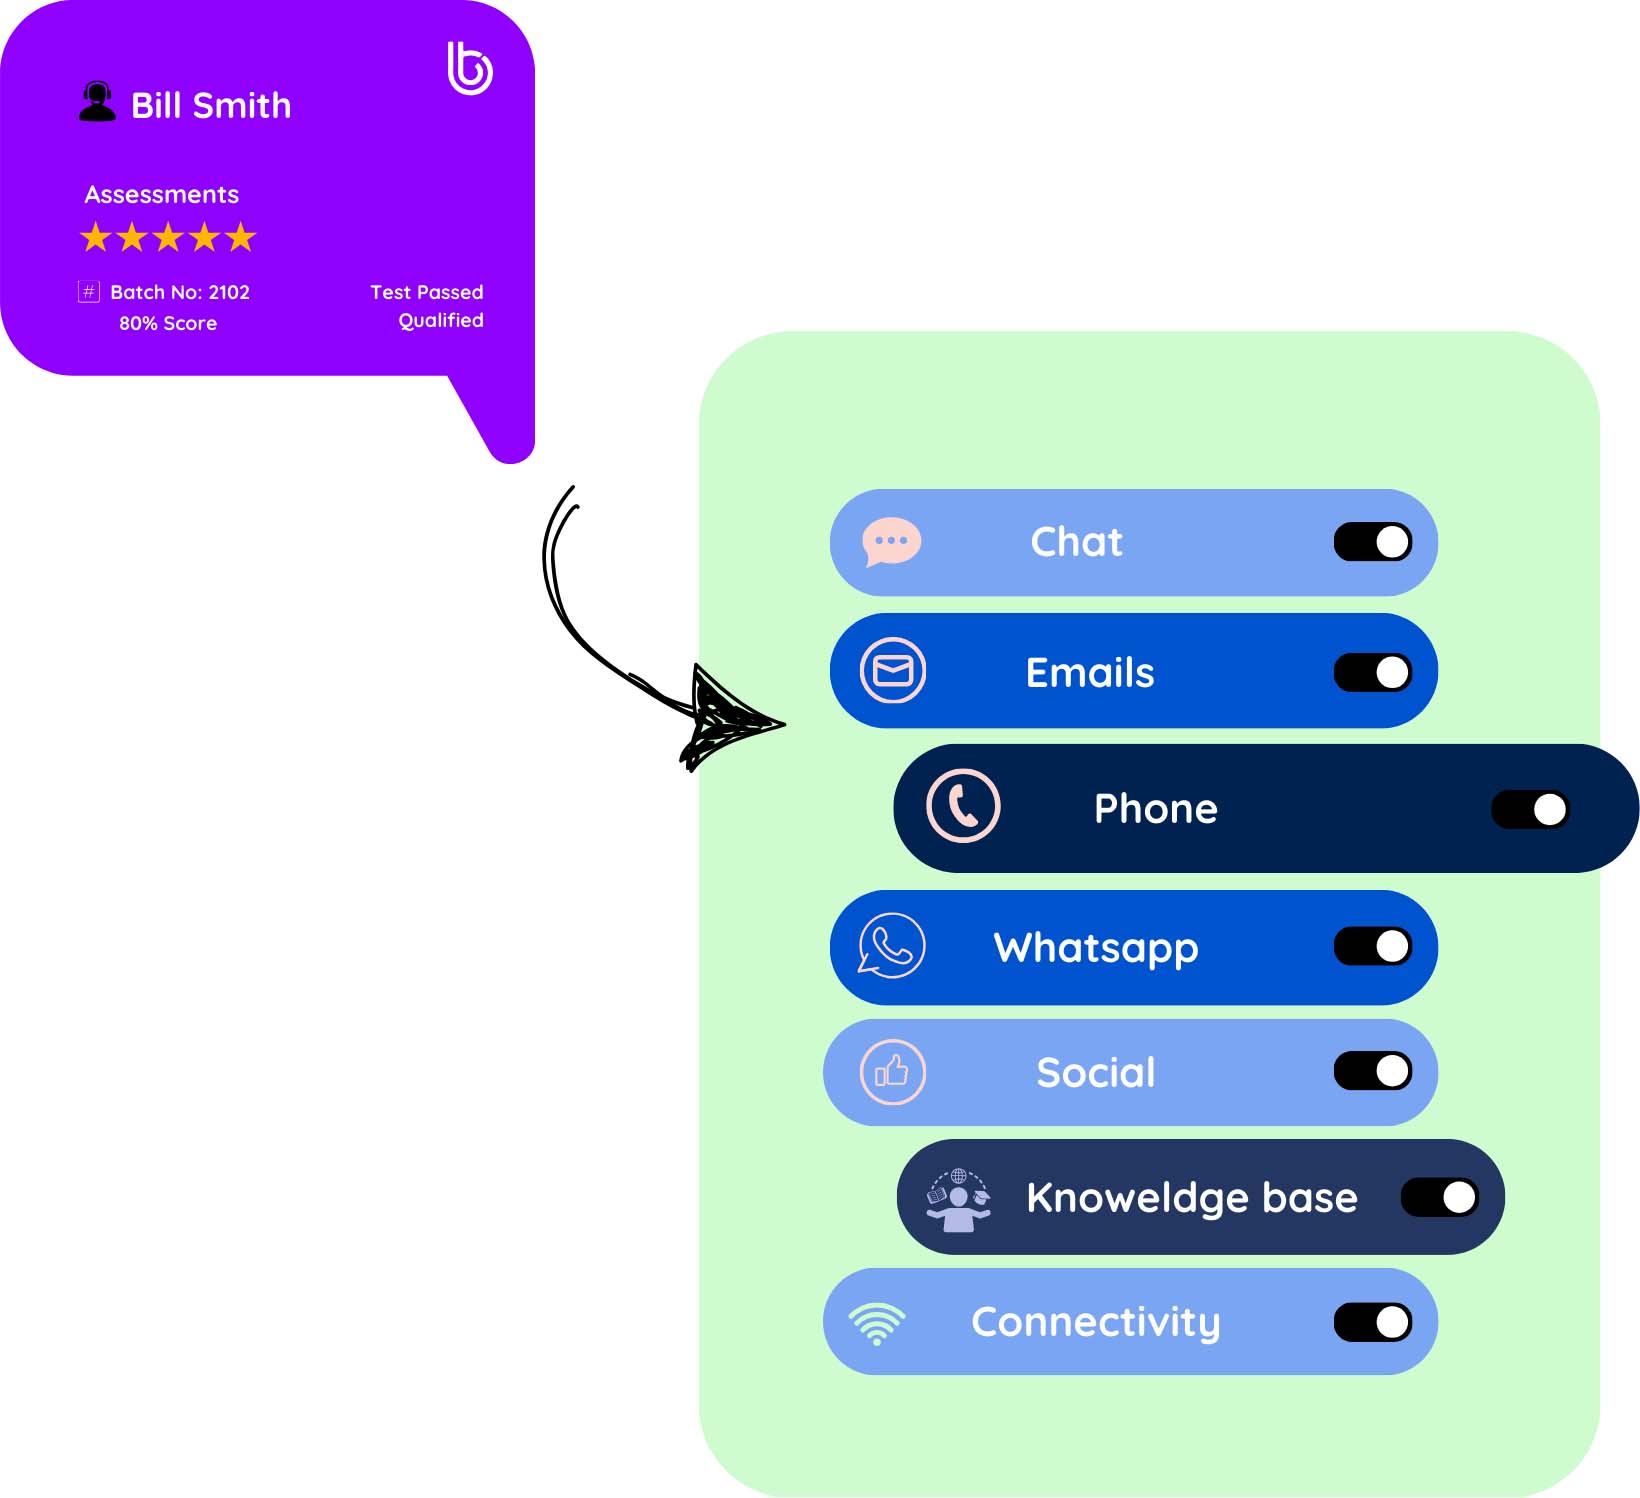 Bill Smith
Assessments
# Batch No: 2102
80% Score
Test Passed
Qualified
Chat
Emails
Phone
Whatsapp
Social
Knoweldge base
Connectivity